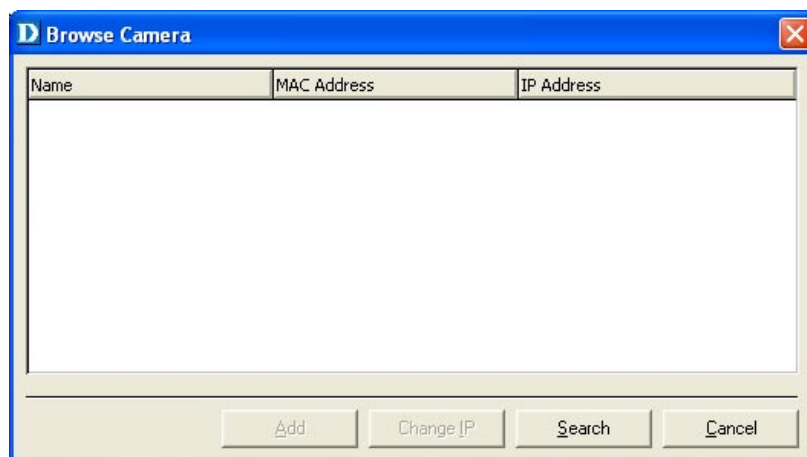 D Browse Camera
Name MAC Address IP Address
Add Change IP Search Cancel